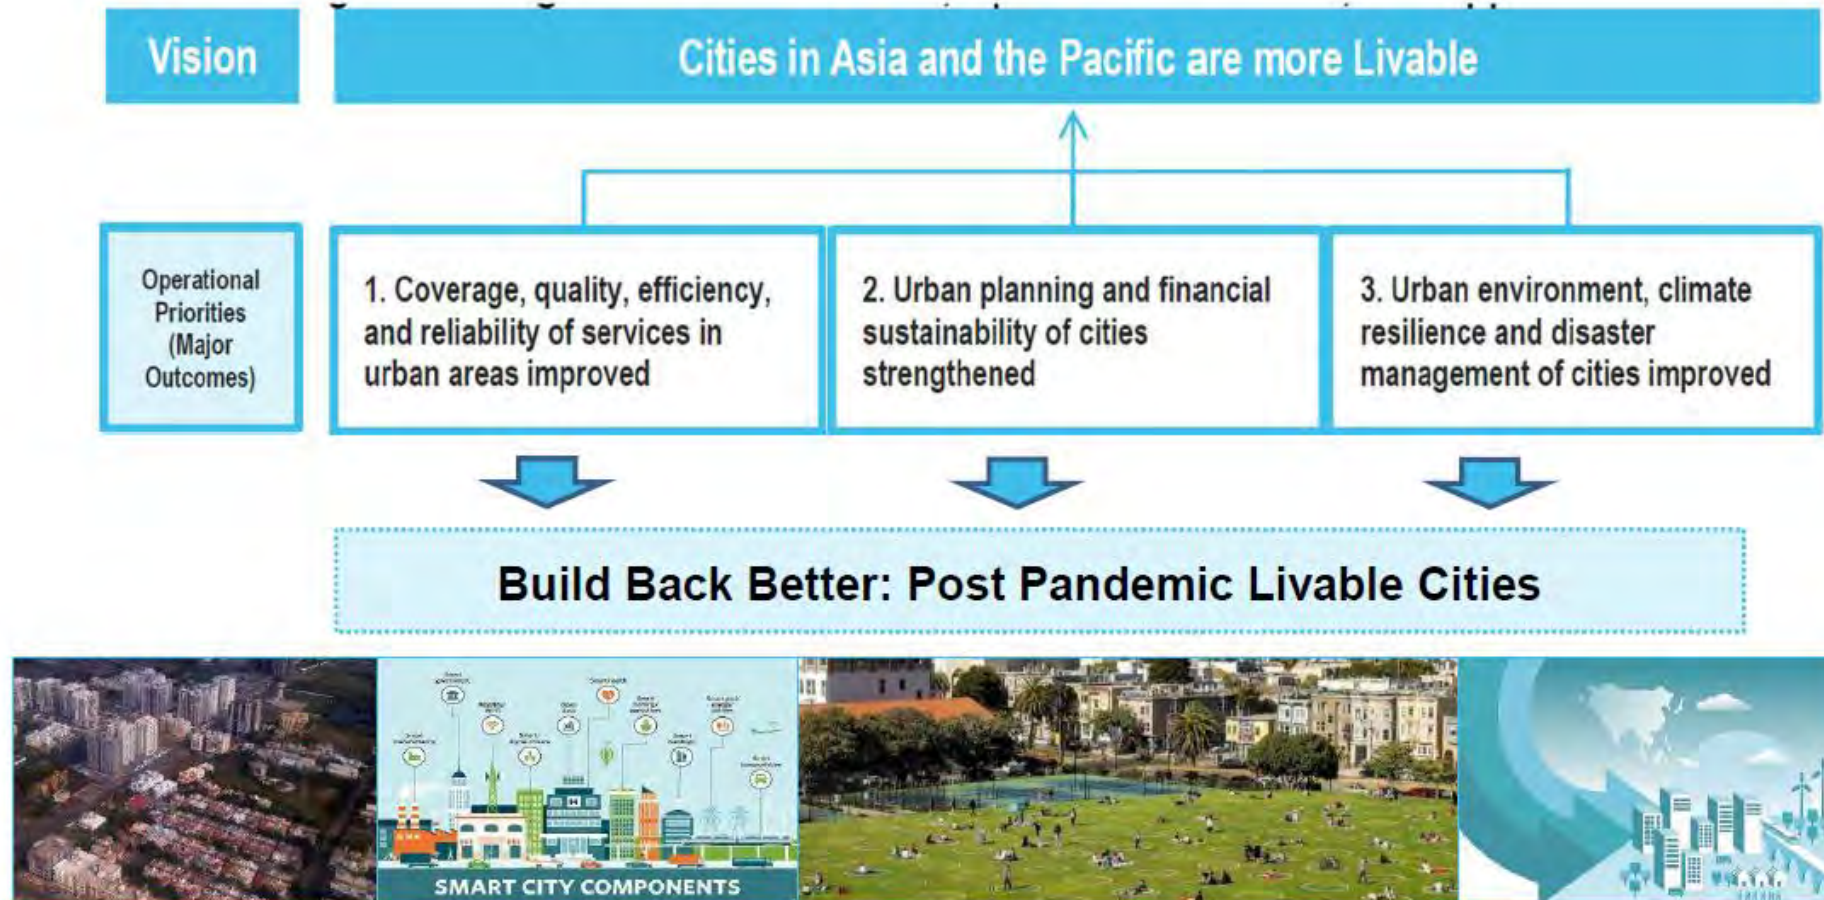 Vision
Cities in Asia and the Pacific are more Livable
Operational
Priorities
(Major
Outcomes)
1. Coverage, quality, efficiency,
and reliability of services in
urban areas improved
2. Urban planning and financial
sustainability of cities
strengthened
3. Urban environment, climate
resilience and disaster
management of cities improved
Build Back Better: Post Pandemic Livable Cities
SMART CITY COMPONENTS